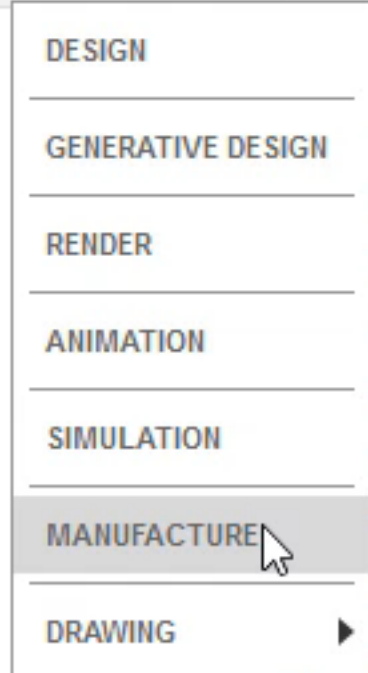 DESIGN
GENERATIVE DESIGN
RENDER
ANIMATION
SIMULATION
MANUFACTURE
DRAWING